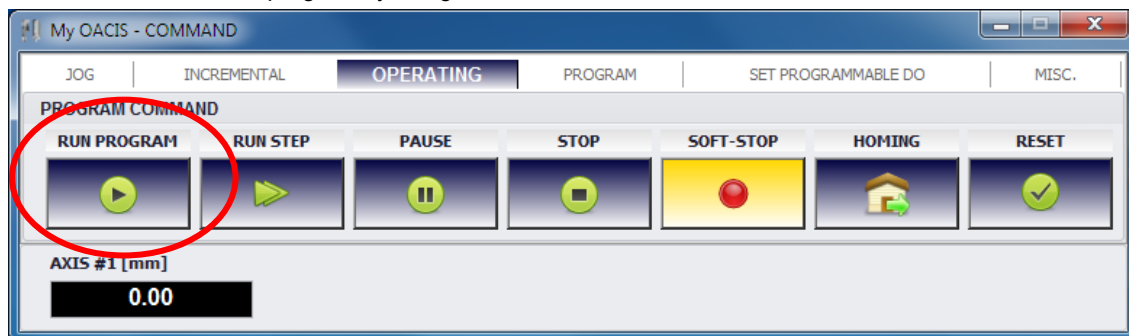 My OACIS - COMMAND
JOG INCREMENTAL OPERATING PROGRAM SET PROGRAMMABLE DO MISC.
PROGRAM COMMAND
RUN PROGRAM RUN STEP PAUSE STOP SOFT-STOP HOMING RESET
AXIS #1 [mm]
0.00